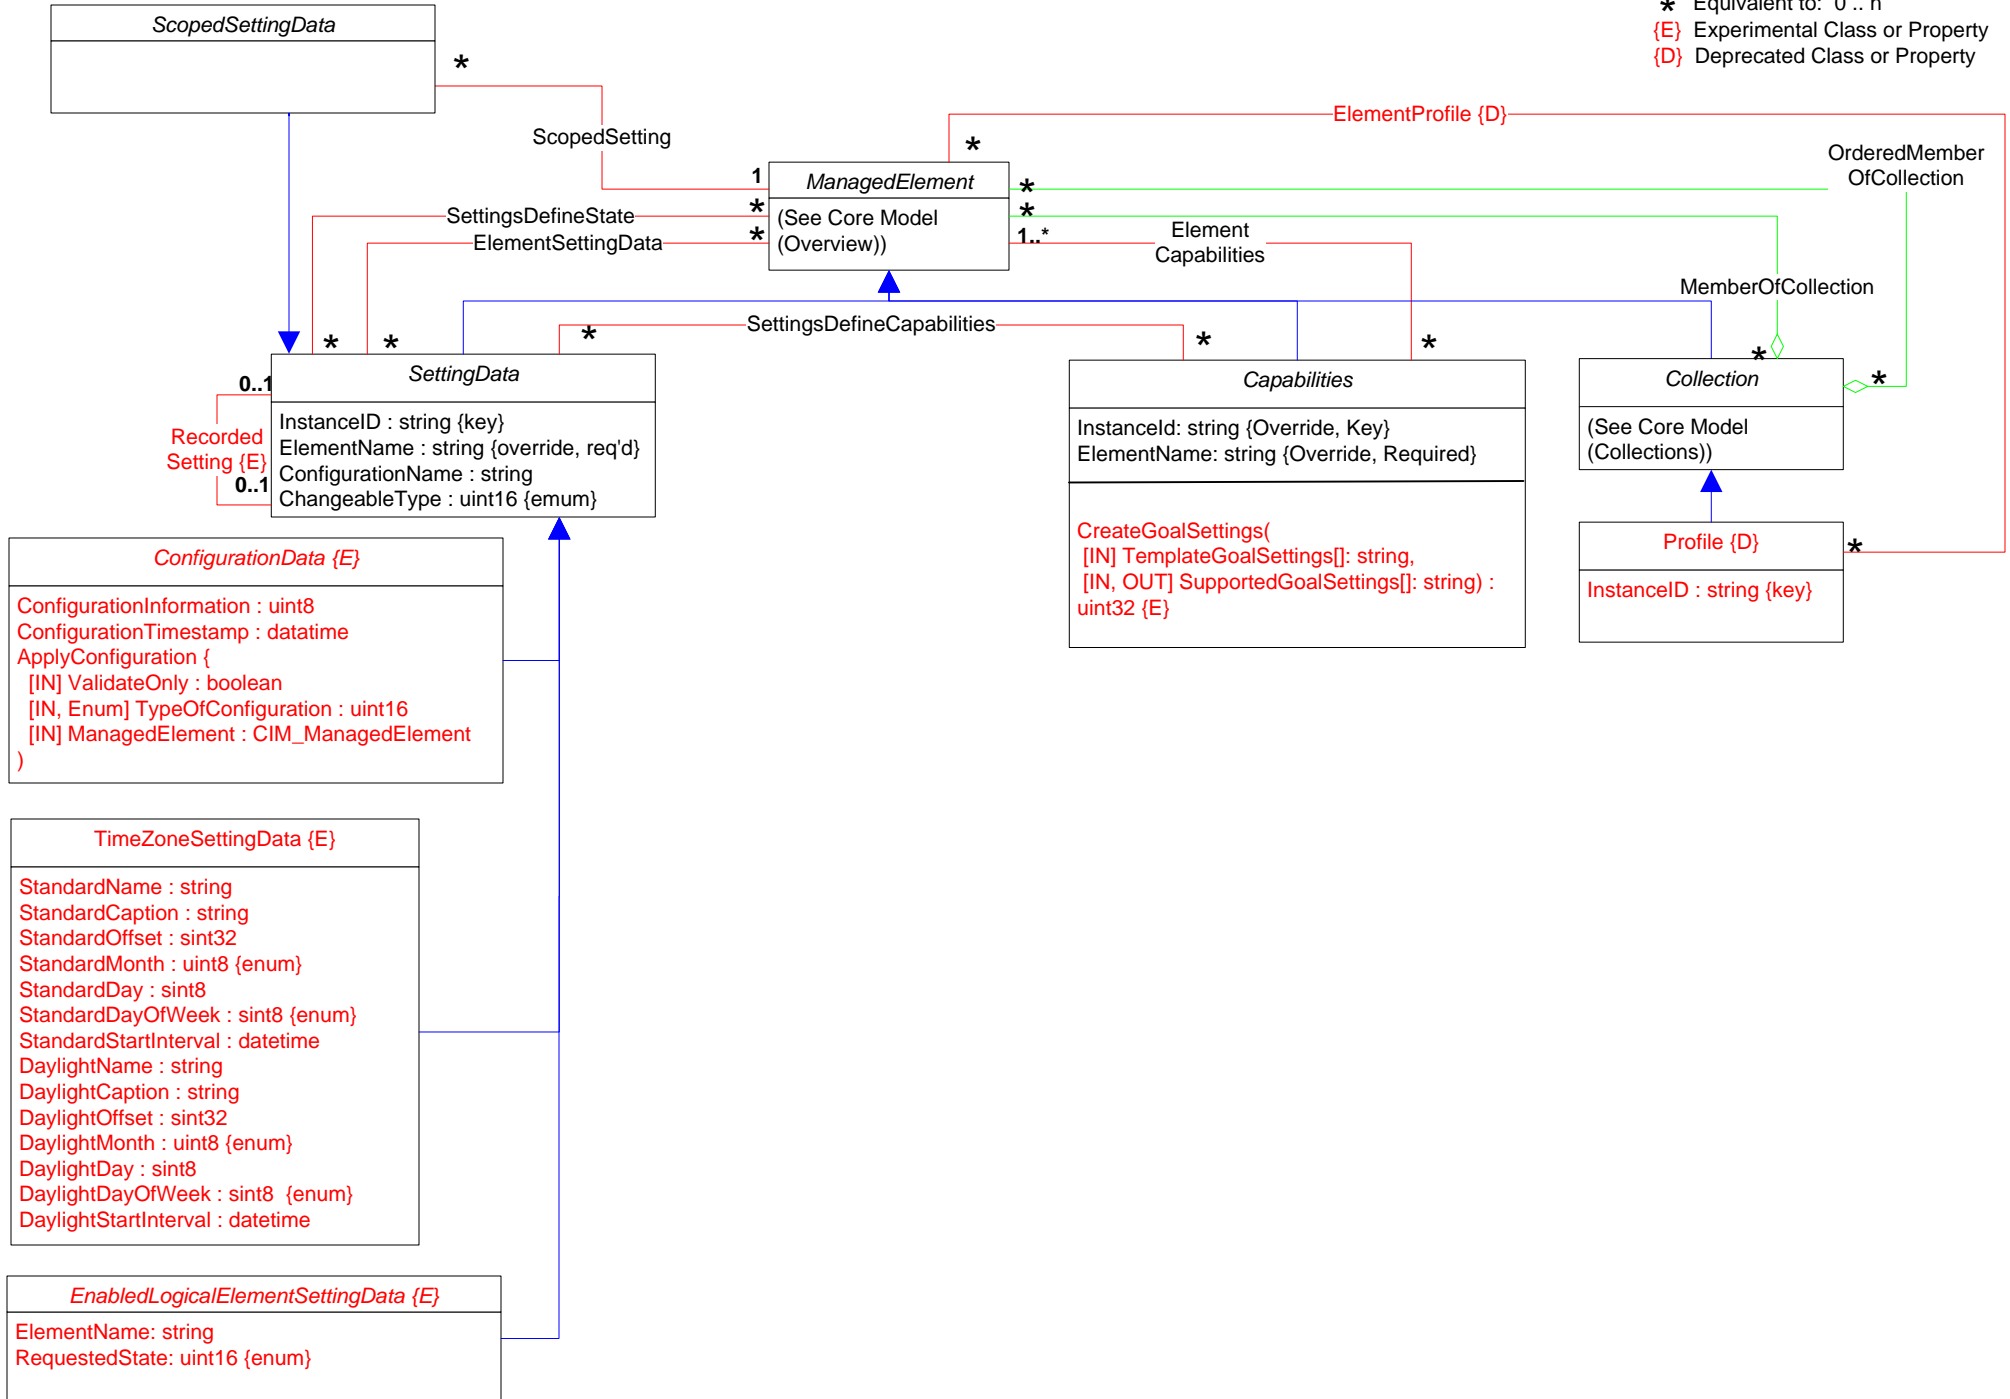 ScopedSettingData
*
* Equivalent to: 0 .. n
{E} Experimental Class or Property
{D} Deprecated Class or Property
ScopedSetting
ElementProfile {D}
*
OrderedMember
OfCollection
1
ManagedElement
(See Core Model
(Overview))
*
*
1..*
SettingsDefineState
*
ElementSettingData
*
Element
Capabilities
MemberOfCollection
SettingsDefineCapabilities
*
*
*
*
*
*
*
0..1
SettingData
InstanceID : string {key}
ElementName : string {override, req'd}
ConfigurationName : string
ChangeableType : uint16 {emum}
Recorded
Setting {E}
0..1
Capabilities
InstanceId: string {Override, Key}
ElementName: string {Override, Required}
CreateGoalSettings(
[IN] TemplateGoalSettings[]: string,
[IN, OUT] SupportedGoalSettings[]: string) :
uint32 {E}
Collection
(See Core Model
(Collections))
Profile {D}
*
InstanceID : string {key}
ConfigurationData {E}
ConfigurationInformation : uint8
ConfigurationTimestamp : datatime
ApplyConfiguration {
[IN] ValidateOnly : boolean
[IN, Enum] TypeOfConfiguration : uint16
[IN] ManagedElement : CIM_ManagedElement
)
TimeZoneSettingData {E}
StandardName : string
StandardCaption : string
StandardOffset : sint32
StandardMonth : uint8 {enum}
StandardDay : sint8
StandardDayOfWeek : sint8 {enum}
StandardStartInterval : datetime
DaylightName : string
DaylightCaption : string
DaylightOffset : sint32
DaylightMonth : uint8 {enum}
DaylightDay : sint8
DaylightDayOfWeek : sint8 {enum}
DaylightStartInterval : datetime
EnabledLogicalElementSettingData {E}
ElementName: string
RequestedState: uint16 {enum}